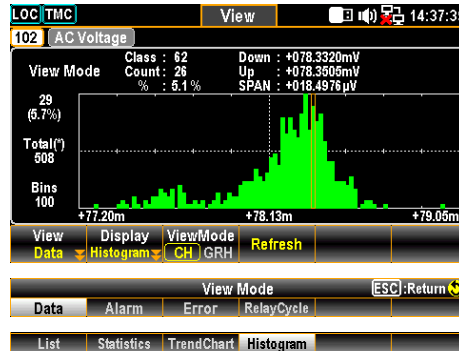 LOC TMC View 14:37:39
102 AC Voltage
Class : 62 Down : +078.3320mV
View Mode Count : 26 Up : +078.3505mV
% : 5.1 % SPAN : +018.4976µV
29
(5.7%)
Total(*)
508
Bins
100
+77.20m +78.13m +79.05m
View Display ViewMode Refresh
Data Histogram CH GRH
View Mode ESC :Return
Data Alarm Error RelayCycle
List Statistics TrendChart Histogram